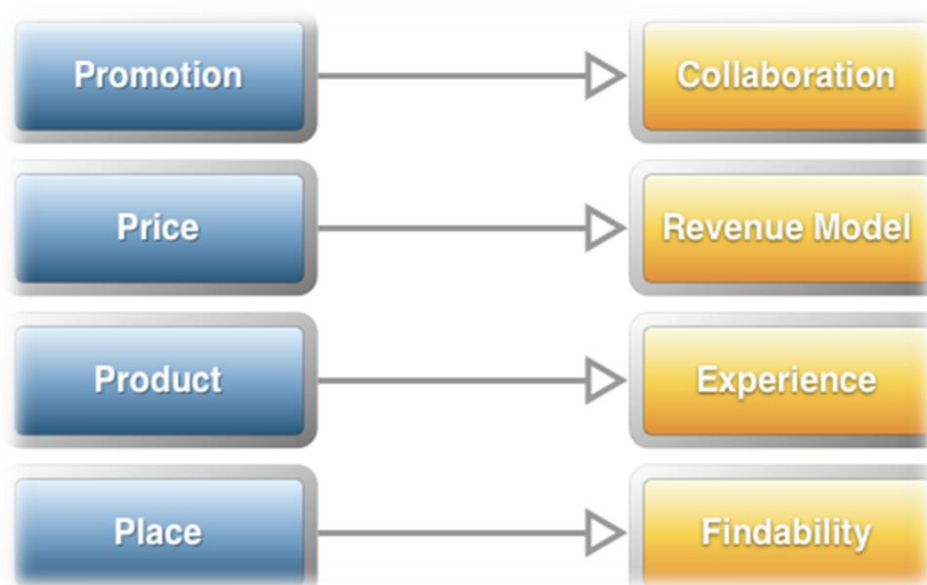 Promotion
Collaboration
Price
Revenue Model
Product
Experience
Place
Findability